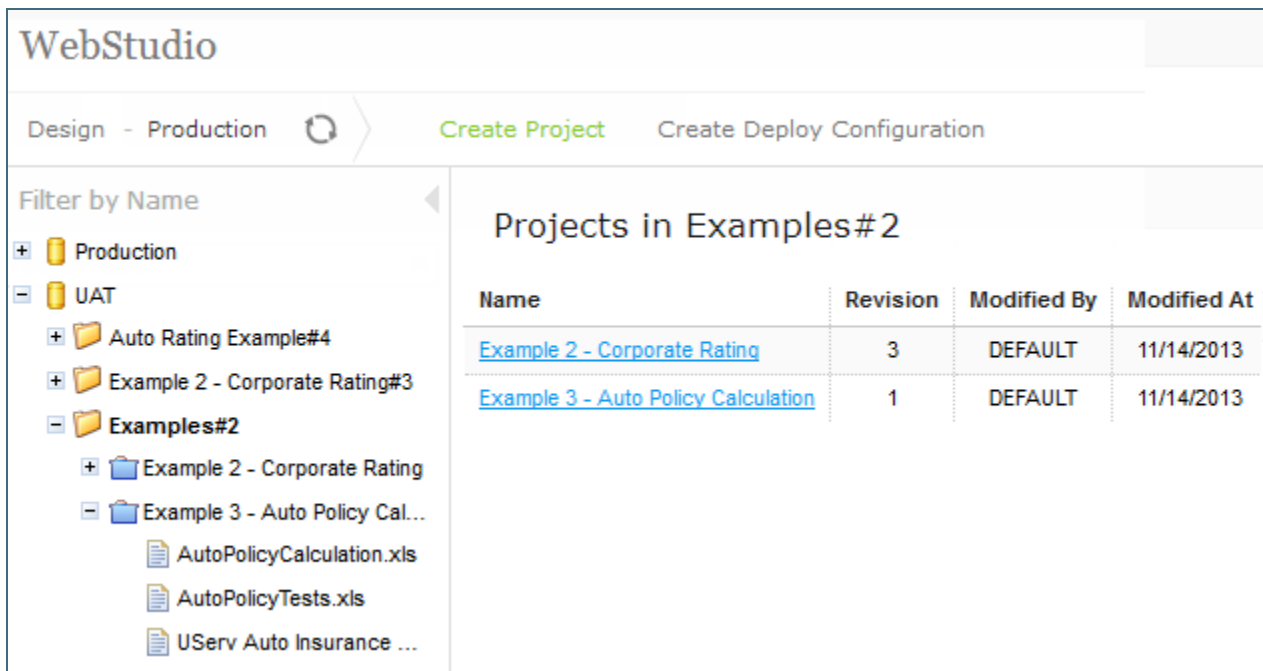 WebStudio
Design - Production
Create Project
Create Deploy Configuration
Filter by Name
Production
UAT
Auto Rating Example#4
Example 2 - Corporate Rating#3
Examples#2
Example 2 - Corporate Rating
Example 3 - Auto Policy Cal...
AutoPolicyCalculation.xls
AutoPolicyTests.xls
UServ Auto Insurance ...
Projects in Examples#2
Name Revision Modified By Modified At
Example 2 - Corporate Rating 3 DEFAULT 11/14/2013
Example 3 - Auto Policy Calculation 1 DEFAULT 11/14/2013